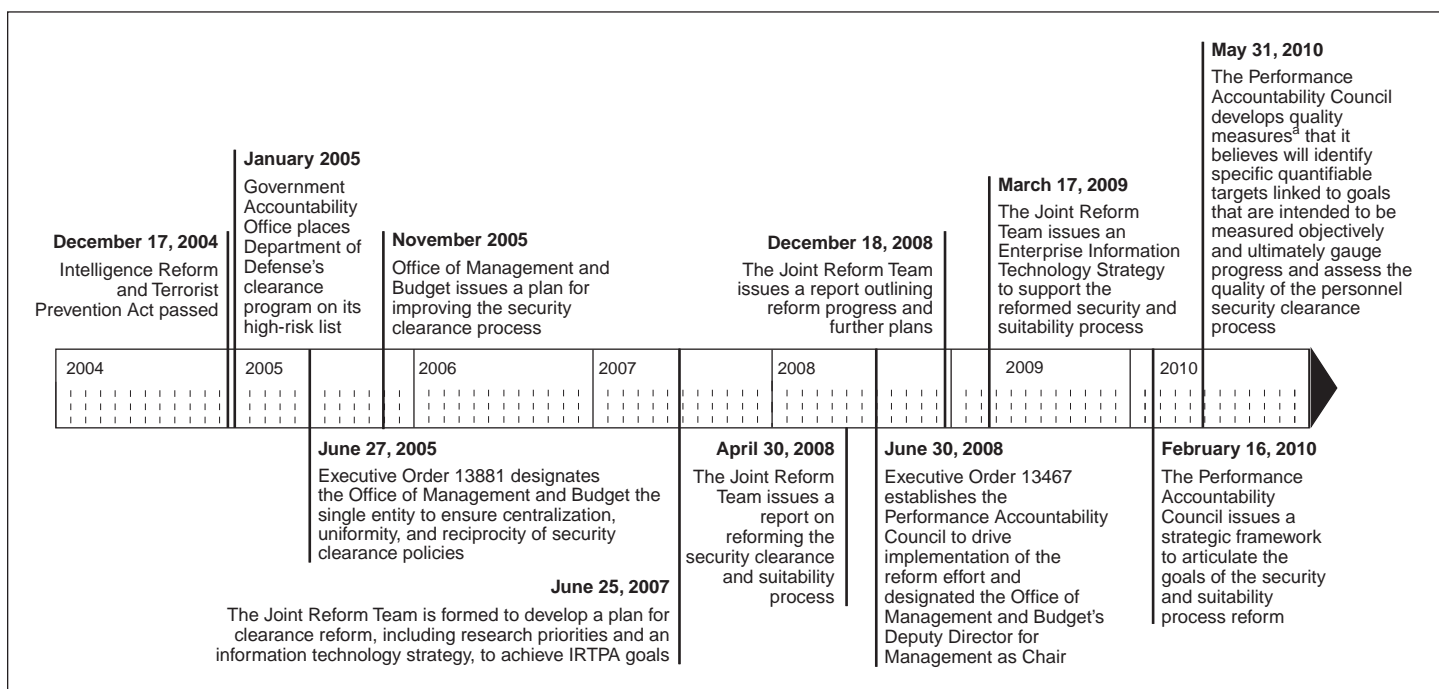 May 31, 2010
The Performance
Accountability Council
develops quality
measuresa that it
believes will identify
specific quantifiable
targets linked to goals
that are intended to be
measured objectively
and ultimately gauge
progress and assess the
quality of the personnel
security clearance
process
January 2005
Government
Accountability
Office places
Department of
Defense's
clearance
program on its
high-risk list
March 17, 2009
The Joint Reform
Team issues an
Enterprise Information
Technology Strategy
to support the
reformed security and
suitability process
December 17, 2004
Intelligence Reform
and Terrorist
Prevention Act passed
November 2005
Office of Management and
Budget issues a plan for
improving the security
clearance process
December 18, 2008
The Joint Reform Team
issues a report outlining
reform progress and
further plans
2004 2005 2006 2007 2008 2009 2010
June 27, 2005
Executive Order 13881 designates
the Office of Management and Budget the
single entity to ensure centralization,
uniformity, and reciprocity of security
clearance policies
June 25, 2007
The Joint Reform Team is formed to develop a plan for
clearance reform, including research priorities and an
information technology strategy, to achieve IRTPA goals
April 30, 2008
The Joint Reform
Team issues a
report on
reforming the
security clearance
and suitability
process
June 30, 2008
Executive Order 13467
establishes the
Performance Accountability
Council to drive
implementation of the
reform effort and
designated the Office of
Management and Budget's
Deputy Director for
Management as Chair
February 16, 2010
The Performance
Accountability
Council issues a
strategic framework
to articulate the
goals of the security
and suitability
process reform